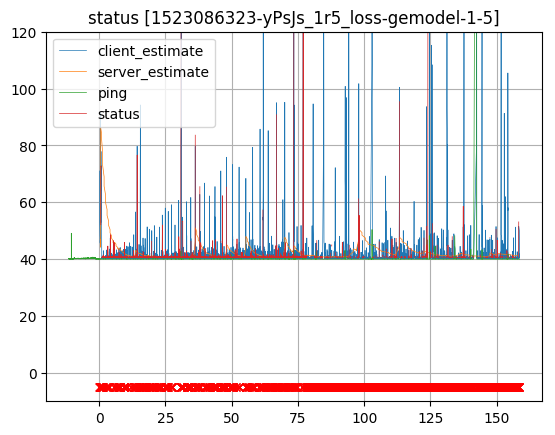 status [1523086323-yPsJs_1r5_loss-gemodel-1-5]
client_estimate
server_estimate
ping
status
120
100
80
60
40
20
0
0
25
50
75
100
125
150